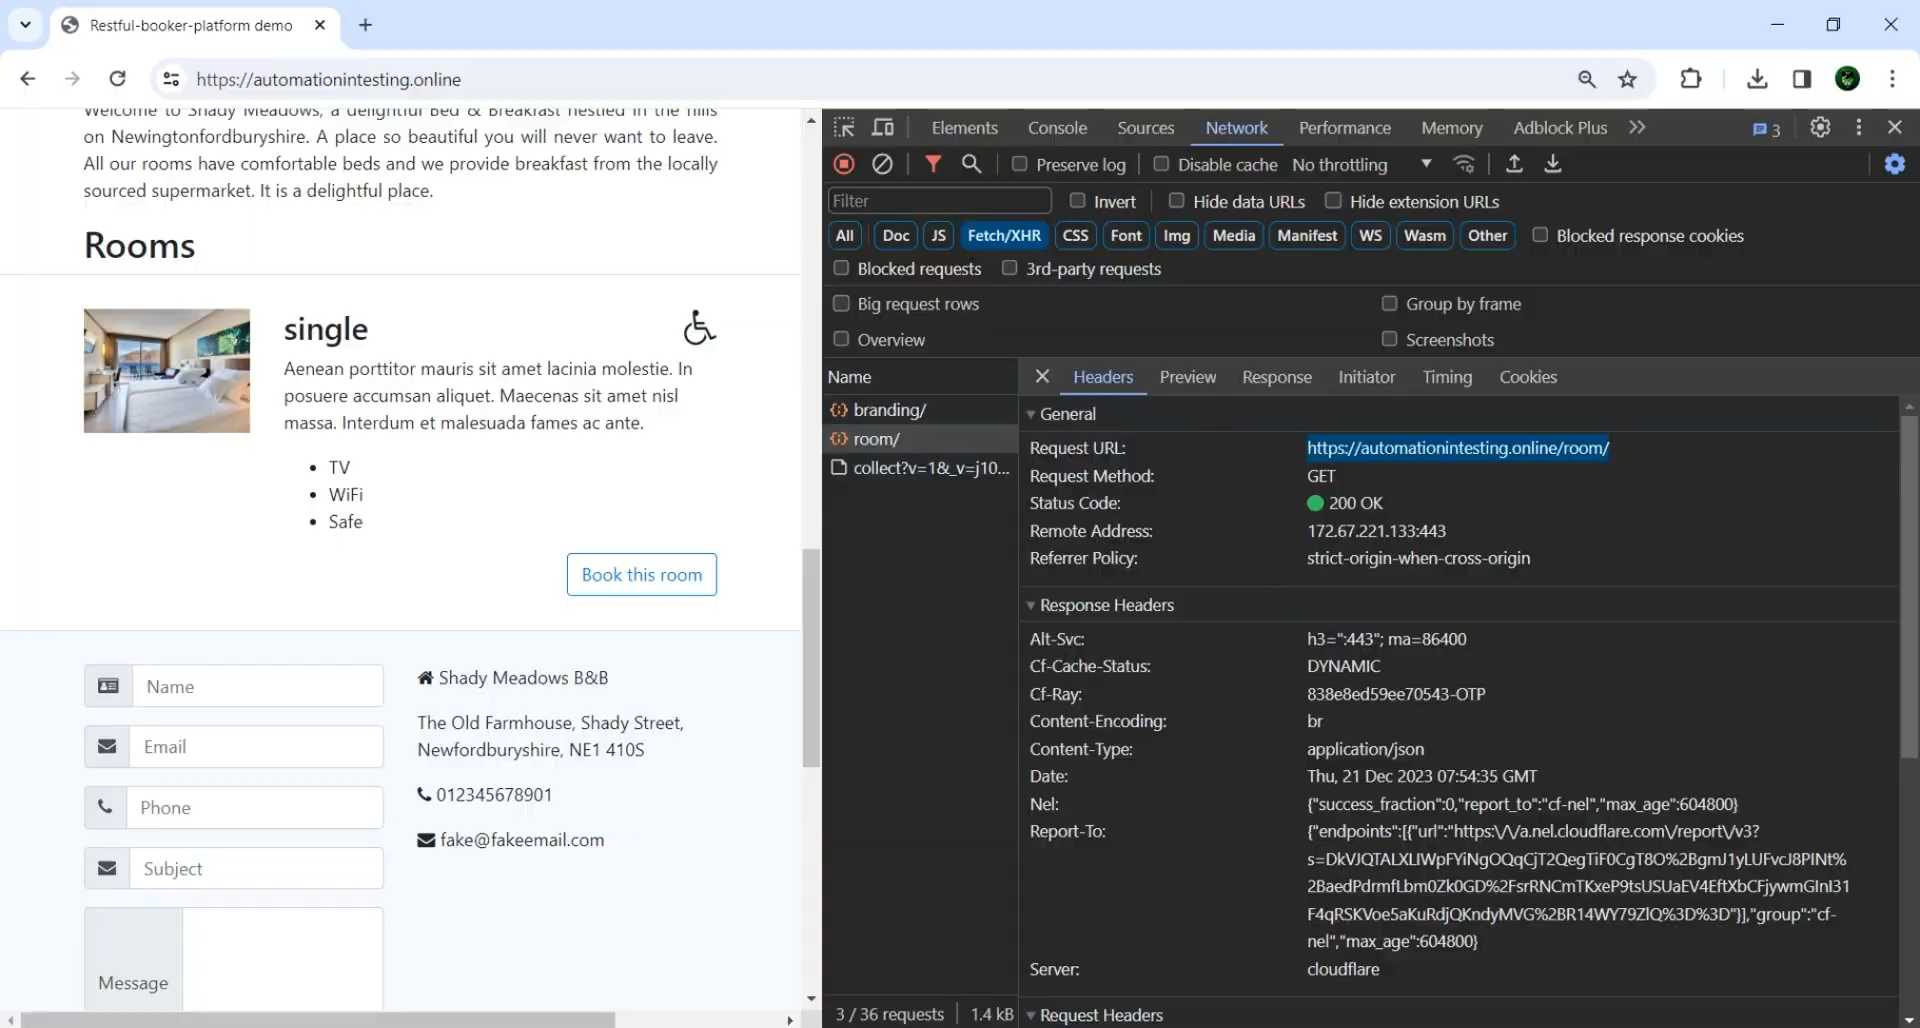 Restful-booker-platform demo
https://automationintesting.online
Welcome to Shady Meadows, a delightful Bed & Breakfast nestled in the hills
on Newingtonfordburyshire. A place so beautiful you will never want to leave.
All our rooms have comfortable beds and we provide breakfast from the locally
sourced supermarket. It is a delightful place.
Rooms
single
Aenean porttitor mauris sit amet lacinia molestie. In
posuere accumsan aliquet. Maecenas sit amet nisl
massa. Interdum et malesuada fames ac ante.
TV
WiFi
Safe
Book this room
Name
Email
Phone
Subject
Message
Shady Meadows B&B
The Old Farmhouse, Shady Street,
Newfordburyshire, NE1 410S
012345678901
fake@fakeemail.com
Elements Console Sources Network Performance Memory Adblock Plus 3
Preserve log Disable cache No throttling
Filter Invert Hide data URLs Hide extension URLs
All Doc JS Fetch/XHR CSS Font Img Media Manifest WS Wasm Other Blocked response cookies
Blocked requests 3rd-party requests
Big request rows Group by frame
Overview Screenshots
Name
branding/
room/
collect?v=1&_v=j10...
3 / 36 requests 1.4 kB
Headers Preview Response Initiator Timing Cookies
General
Request URL: https://automationintesting.online/room/
Request Method: GET
Status Code: 200 OK
Remote Address: 172.67.221.133:443
Referrer Policy: strict-origin-when-cross-origin
Response Headers
Alt-Svc: h3=":443"; ma=86400
Cf-Cache-Status: DYNAMIC
Cf-Ray: 838e8ed59ee70543-OTP
Content-Encoding: br
Content-Type: application/json
Date: Thu, 21 Dec 2023 07:54:35 GMT
Nel: {"success_fraction":0,"report_to":"cf-nel","max_age":604800}
Report-To: {"endpoints":[{"url":"https:\/\/a.nel.cloudflare.com\/report\/v3?
nel","max_age":604800}
Server: cloudflare
Request Headers